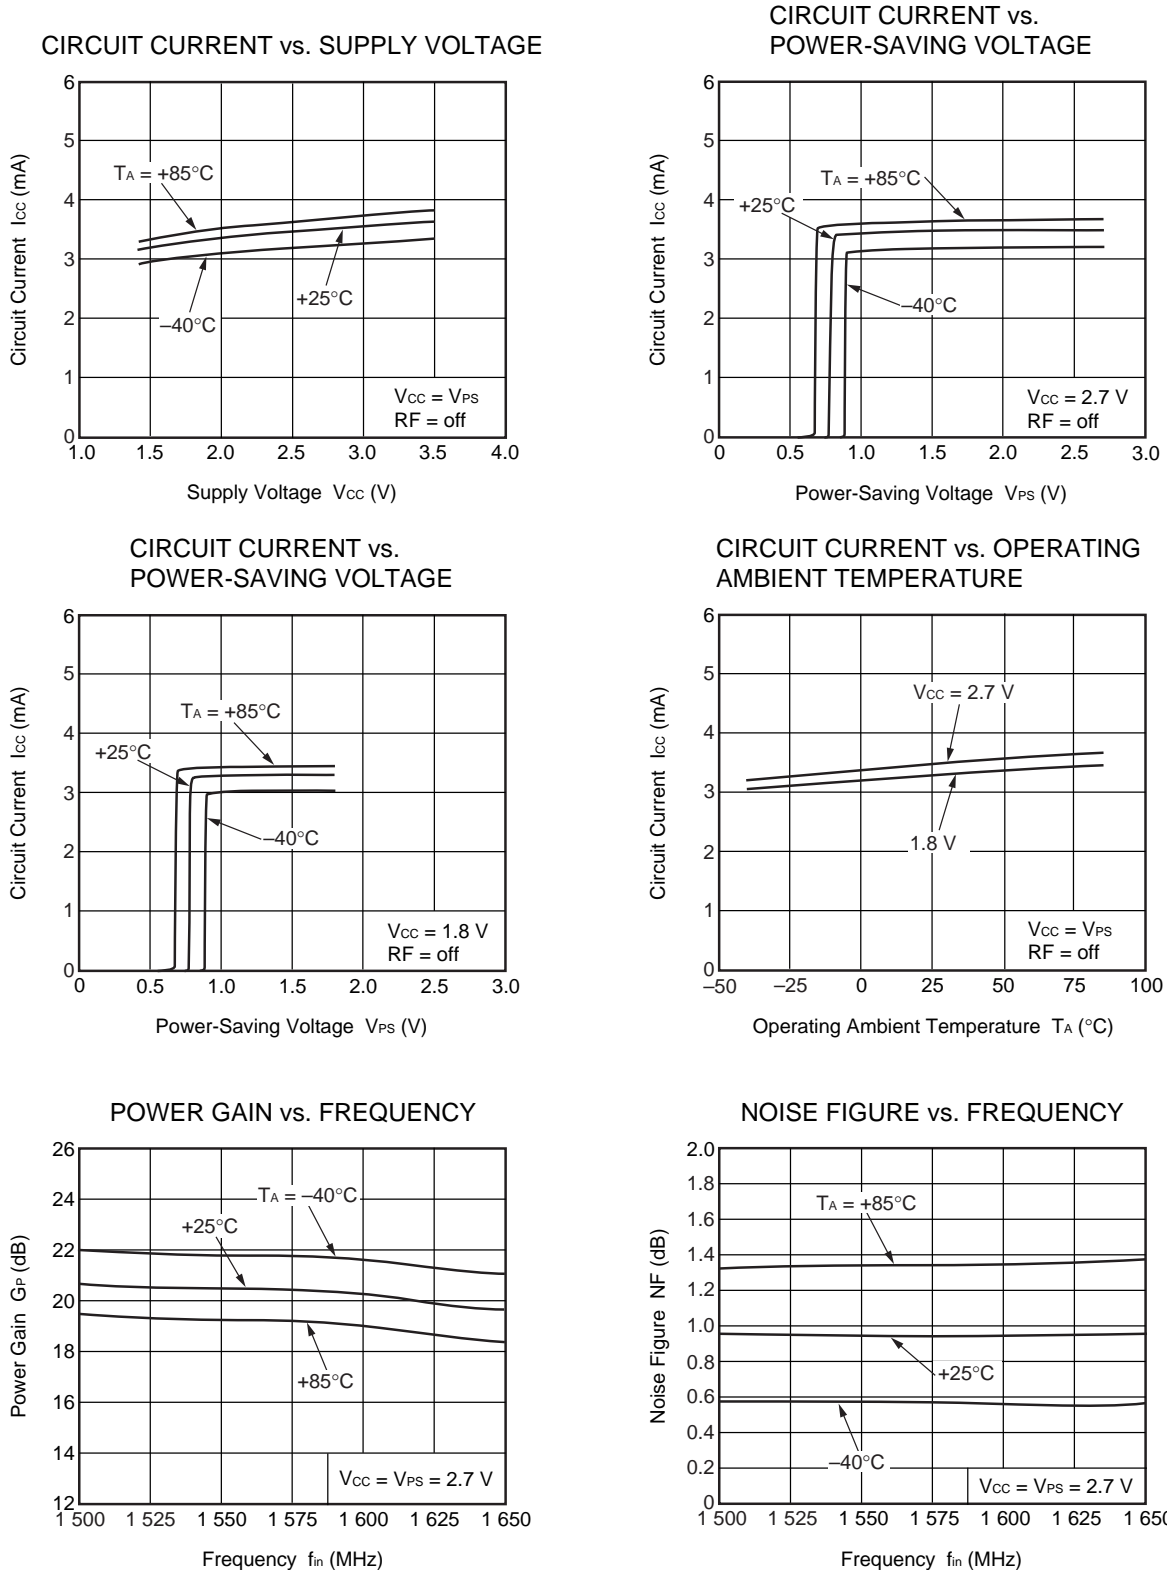 CIRCUIT CURRENT vs. SUPPLY VOLTAGE
6
5
4
3
2
1
0
Circuit Current ICC (mA)
TA = +85°C
+25°C
–40°C
VCC = VPS
RF = off
1.0 1.5 2.0 2.5 3.0 3.5 4.0
Supply Voltage VCC (V)
CIRCUIT CURRENT vs.
POWER-SAVING VOLTAGE
6
5
4
3
2
1
0
Circuit Current ICC (mA)
TA = +85°C
+25°C
–40°C
VCC = 2.7 V
RF = off
0 0.5 1.0 1.5 2.0 2.5 3.0
Power-Saving Voltage VPS (V)
CIRCUIT CURRENT vs.
POWER-SAVING VOLTAGE
6
5
4
3
2
1
0
Circuit Current ICC (mA)
TA = +85°C
+25°C
–40°C
VCC = 1.8 V
RF = off
0 0.5 1.0 1.5 2.0 2.5 3.0
Power-Saving Voltage VPS (V)
CIRCUIT CURRENT vs. OPERATING
AMBIENT TEMPERATURE
6
5
4
3
2
1
0
Circuit Current ICC (mA)
VCC = 2.7 V
1.8 V
VCC = VPS
RF = off
–50 –25 0 25 50 75 100
Operating Ambient Temperature TA (°C)
POWER GAIN vs. FREQUENCY
26
24
22
20
18
16
14
12
Power Gain GP (dB)
TA = –40°C
+25°C
+85°C
VCC = VPS = 2.7 V
1 500 1 525 1 550 1 575 1 600 1 625 1 650
Frequency fin (MHz)
NOISE FIGURE vs. FREQUENCY
2.0
1.8
1.6
1.4
1.2
1.0
0.8
0.6
0.4
0.2
0
Noise Figure NF (dB)
TA = +85°C
+25°C
–40°C
VCC = VPS = 2.7 V
1 500 1 525 1 550 1 575 1 600 1 625 1 650
Frequency fin (MHz)